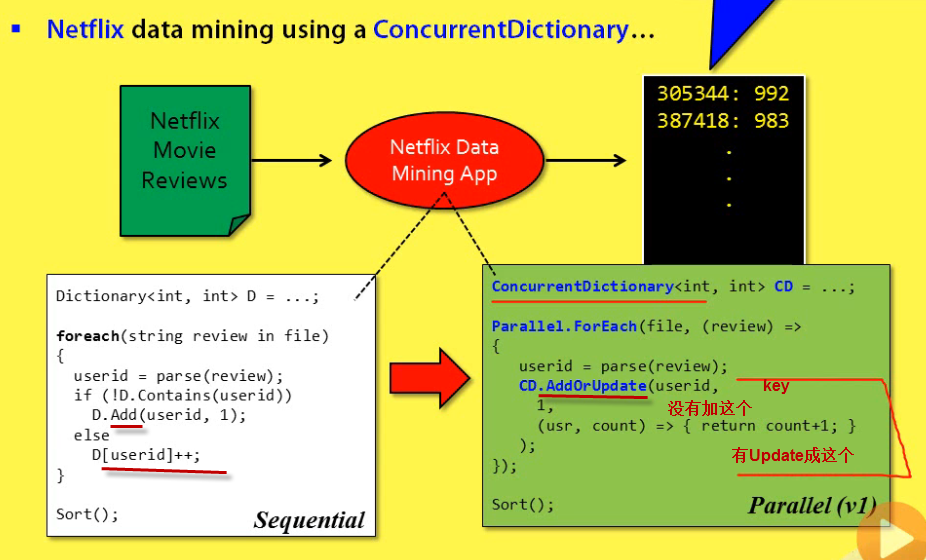 ▪ Netflix data mining using a ConcurrentDictionary…
Netflix
Movie
Reviews
Netflix Data
Mining App
305344: 992
387418: 983
.
.
.
Dictionary<int, int> D = ...;
foreach(string review in file)
{
userid = parse(review);
if (!D.Contains(userid))
D.Add(userid, 1);
else
D[userid]++;
}
Sort();
Sequential
ConcurrentDictionary<int, int> CD = ...;
Parallel.ForEach(file, (review) =>
{
userid = parse(review);
CD.AddOrUpdate(userid, key
1, 没有加这个
(usr, count) => { return count+1; }
); 有Update成这个
});
Sort();
Parallel (v1)